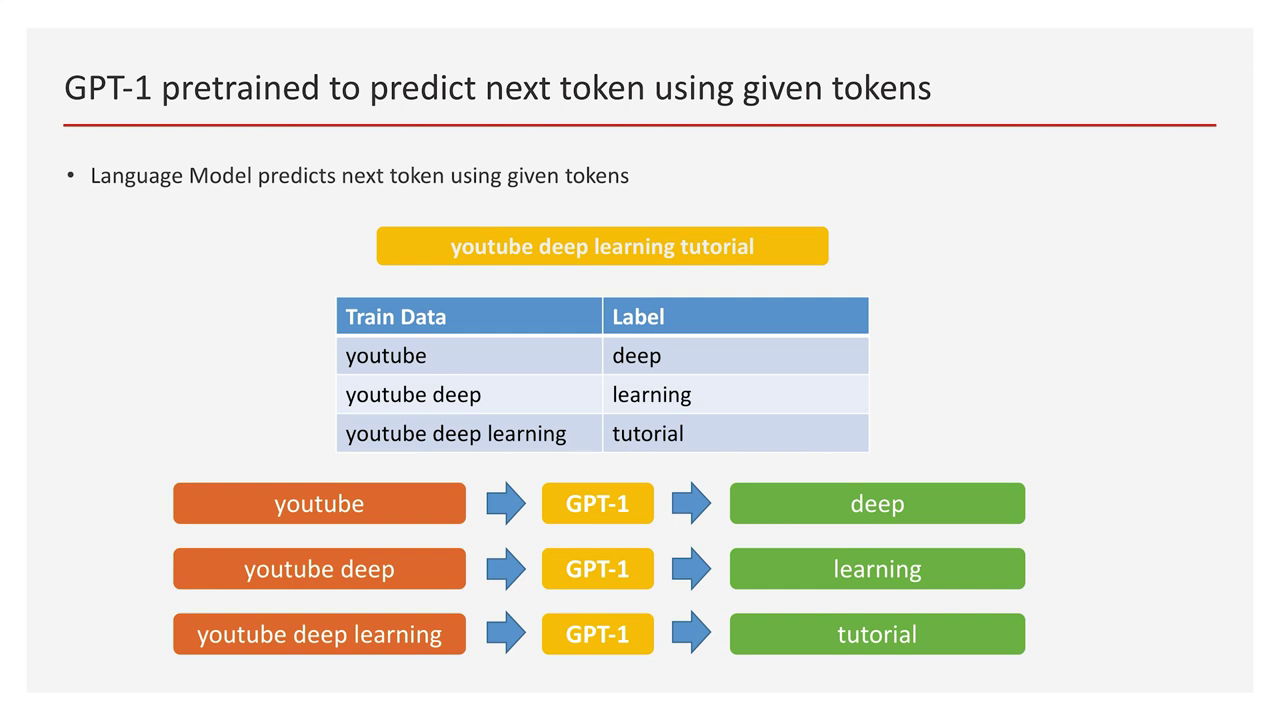 GPT-1 pretrained to predict next token using given tokens
• Language Model predicts next token using given tokens
youtube deep learning tutorial
Train Data Label
youtube deep
youtube deep learning
youtube deep learning tutorial
youtube GPT-1 deep
youtube deep GPT-1 learning
youtube deep learning GPT-1 tutorial